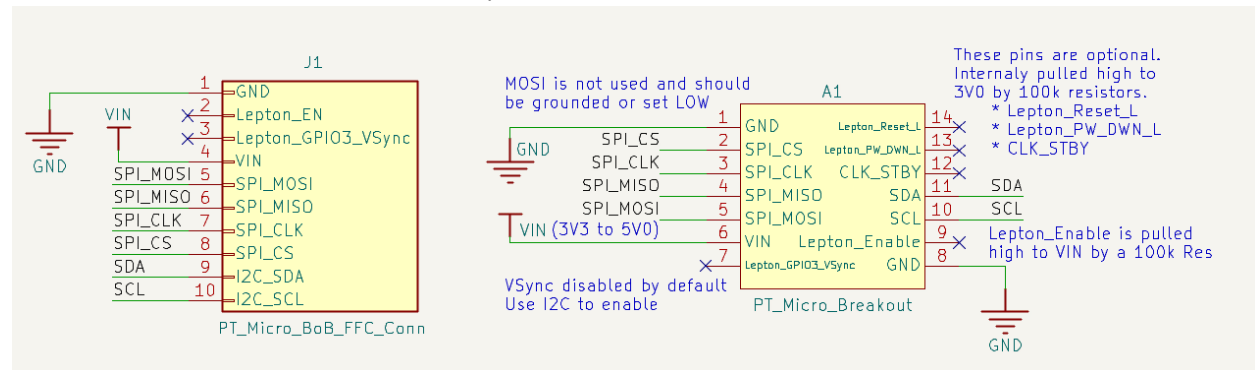 J1
1
GND
2
Lepton_EN
3
Lepton_GPIO3_VSync
VIN
4
VIN
GND
SPI_MOSI
5
SPI_MOSI
SPI_MISO
6
SPI_MISO
SPI_CLK
7
SPI_CLK
SPI_CS
8
SPI_CS
SDA
9
I2C_SDA
SCL
10
I2C_SCL
PT_Micro_BoB_FFC_Conn
MOSI is not used and should
be grounded or set LOW
These pins are optional.
Internaly pulled high to
3V0 by 100k resistors.
* Lepton_Reset_L
* Lepton_PW_DWN_L
* CLK_STBY
A1
1
GND
GND
SPI_CS
2
SPI_CS
SPI_CLK
3
SPI_CLK
SPI_MISO
4
SPI_MISO
SPI_MOSI
5
SPI_MOSI
VIN (3V3 to 5V0)
6
VIN
7
Lepton_GPIO3_VSync
Lepton_Reset_L
14
Lepton_PW_DWN_L
13
CLK_STBY
12
SDA
11
SDA
SCL
10
SCL
Lepton_Enable
9
GND
8
Lepton_Enable is pulled
high to VIN by a 100k Res
VSync disabled by default
Use I2C to enable
PT_Micro_Breakout
GND